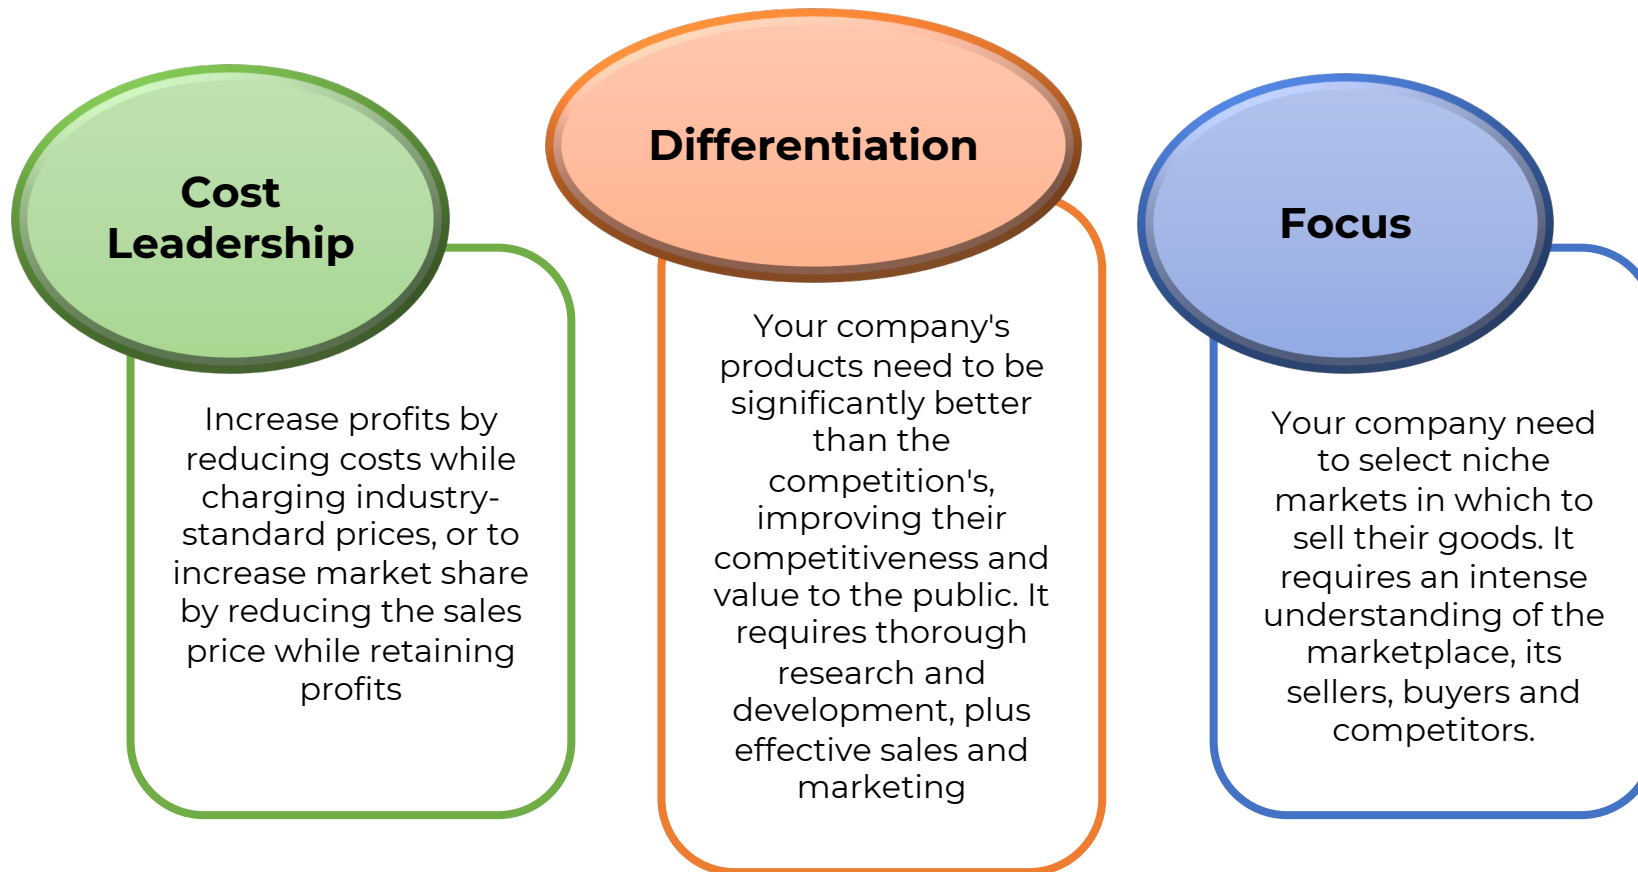 Cost
Leadership
Increase profits by
reducing costs while
charging industry-
standard prices, or to
increase market share
by reducing the sales
price while retaining
profits
Differentiation
Your company's
products need to be
significantly better
than the
competition's,
improving their
competitiveness and
value to the public. It
requires thorough
research and
development, plus
effective sales and
marketing
Focus
Your company need
to select niche
markets in which to
sell their goods. It
requires an intense
understanding of the
marketplace, its
sellers, buyers and
competitors.